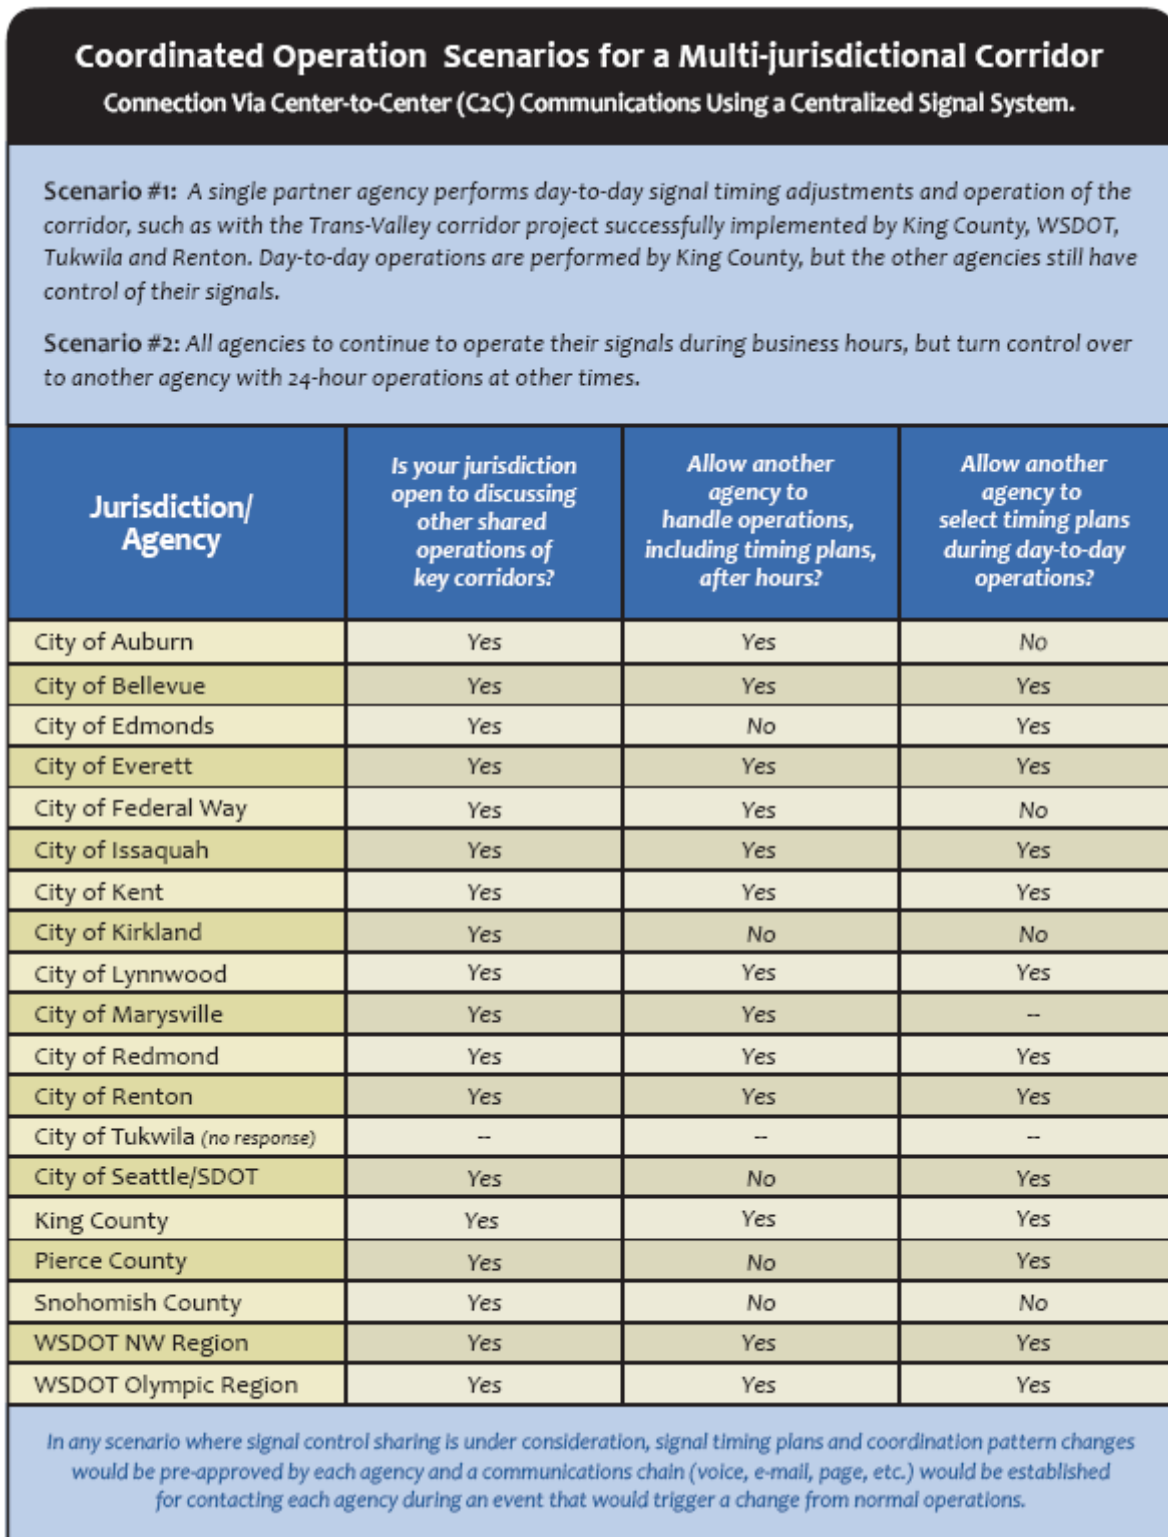 Coordinated Operation Scenarios for a Multi-jurisdictional Corridor
Connection Via Center-to-Center (C2C) Communications Using a Centralized Signal System.
Scenario #1: A single partner agency performs day-to-day signal timing adjustments and operation of the
corridor, such as with the Trans-Valley corridor project successfully implemented by King County, WSDOT,
Tukwila and Renton. Day-to-day operations are performed by King County, but the other agencies still have
control of their signals.
Scenario #2: All agencies to continue to operate their signals during business hours, but turn control over
to another agency with 24-hour operations at other times.
Jurisdiction/
Agency
Is your jurisdiction
open to discussing
other shared
operations of
key corridors?
Allow another
agency to
handle operations,
including timing plans,
after hours?
Allow another
agency to
select timing plans
during day-to-day
operations?
City of Auburn Yes Yes No
City of Bellevue Yes Yes Yes
City of Edmonds Yes No Yes
City of Everett Yes Yes Yes
City of Federal Way Yes Yes No
City of Issaquah Yes Yes Yes
City of Kent Yes Yes Yes
City of Kirkland Yes No No
City of Lynnwood Yes Yes Yes
City of Marysville Yes Yes --
City of Redmond Yes Yes Yes
City of Renton Yes Yes Yes
City of Tukwila (no response) -- -- --
City of Seattle/SDOT Yes No Yes
King County Yes Yes Yes
Pierce County Yes No Yes
Snohomish County Yes No No
WSDOT NW Region Yes Yes Yes
WSDOT Olympic Region Yes Yes Yes
In any scenario where signal control sharing is under consideration, signal timing plans and coordination pattern changes
would be pre-approved by each agency and a communications chain (voice, e-mail, page, etc.) would be established
for contacting each agency during an event that would trigger a change from normal operations.